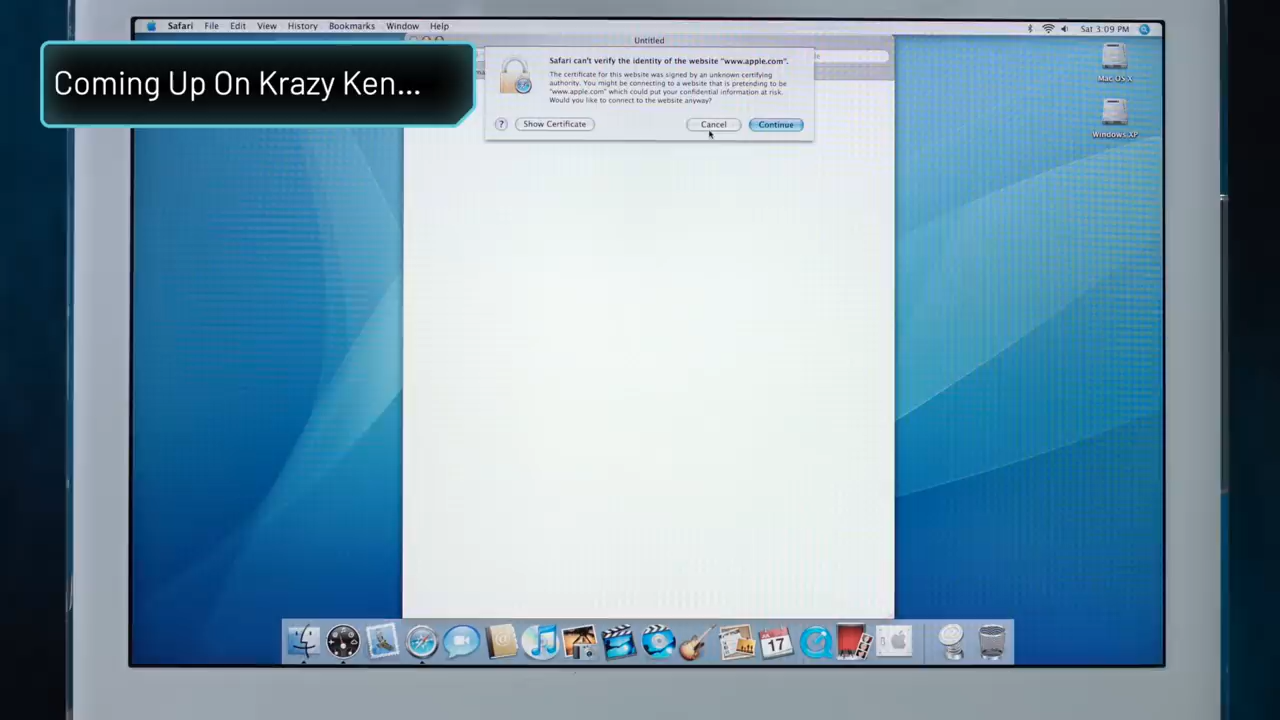 Safari File Edit View History Bookmarks Window Help
Sat 3:09 PM
Untitled
Coming Up On Krazy Ken...
Safari can't verify the identity of the website "www.apple.com".
The certificate for this website was signed by an unknown certifying
authority. You might be connecting to a website that is pretending to be
"www.apple.com" which could put your confidential information at risk.
Would you like to connect to the website anyway?
?
Show Certificate
Cancel
Continue
Mac OS X
Windows XP
JUL
17